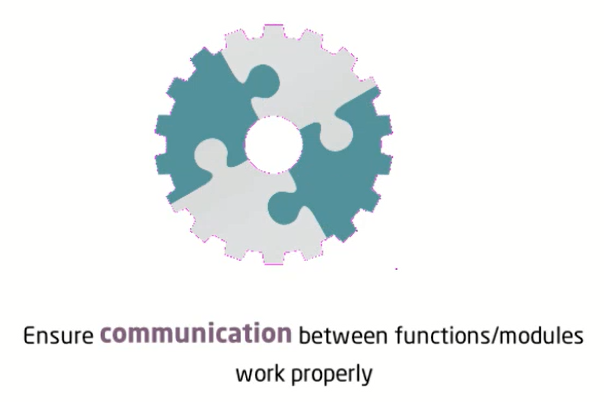 Ensure communication between functions/modules
work properly